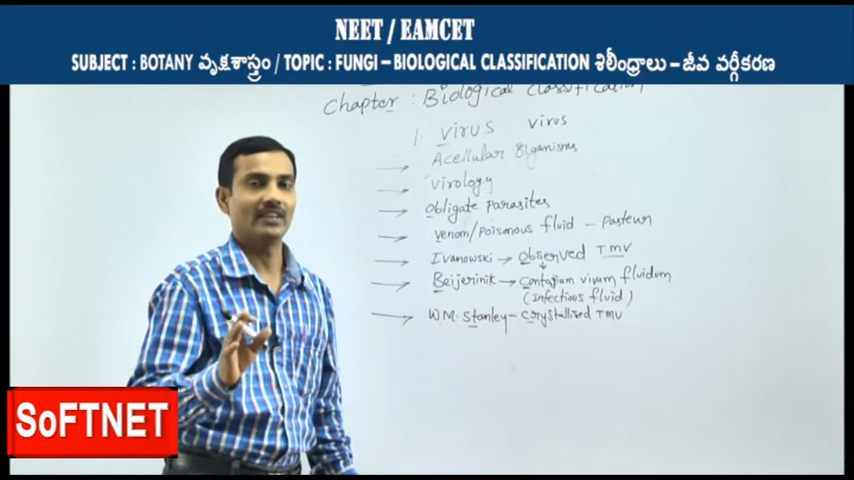 NEET / EAMCET
SUBJECT : BOTANY వృక్షశాస్త్రం / TOPIC : FUNGI – BIOLOGICAL CLASSIFICATION శిలీంధ్రాలు – జీవ వర్గీకరణ
Chapter : Biological Classification
1. Virus Virus
Acellular Organisms
Virology
Obligate Parasites
Venom/Poisonous fluid – Pasteur
Ivanowski → Observed TMV
Beijerinik → Contagium vivum fluidum
(Infectious fluid)
W.M. Stanley – Crystallised TMV
SoFTNET